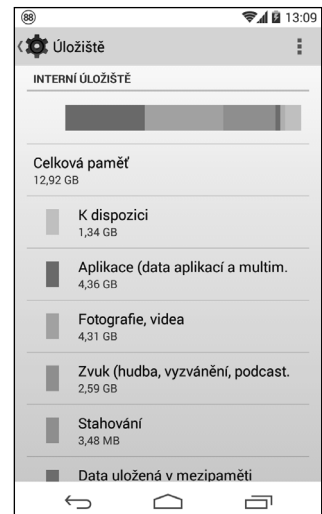 88
13:09
Úložiště
INTERNÍ ÚLOŽIŠTĚ
Celková paměť
12,92 GB
K dispozici
1,34 GB
Aplikace (data aplikací a multim.
4,36 GB
Fotografie, videa
4,31 GB
Zvuk (hudba, vyzvánění, podcast.
2,59 GB
Stahování
3,48 MB
Data uložená v mezipaměti